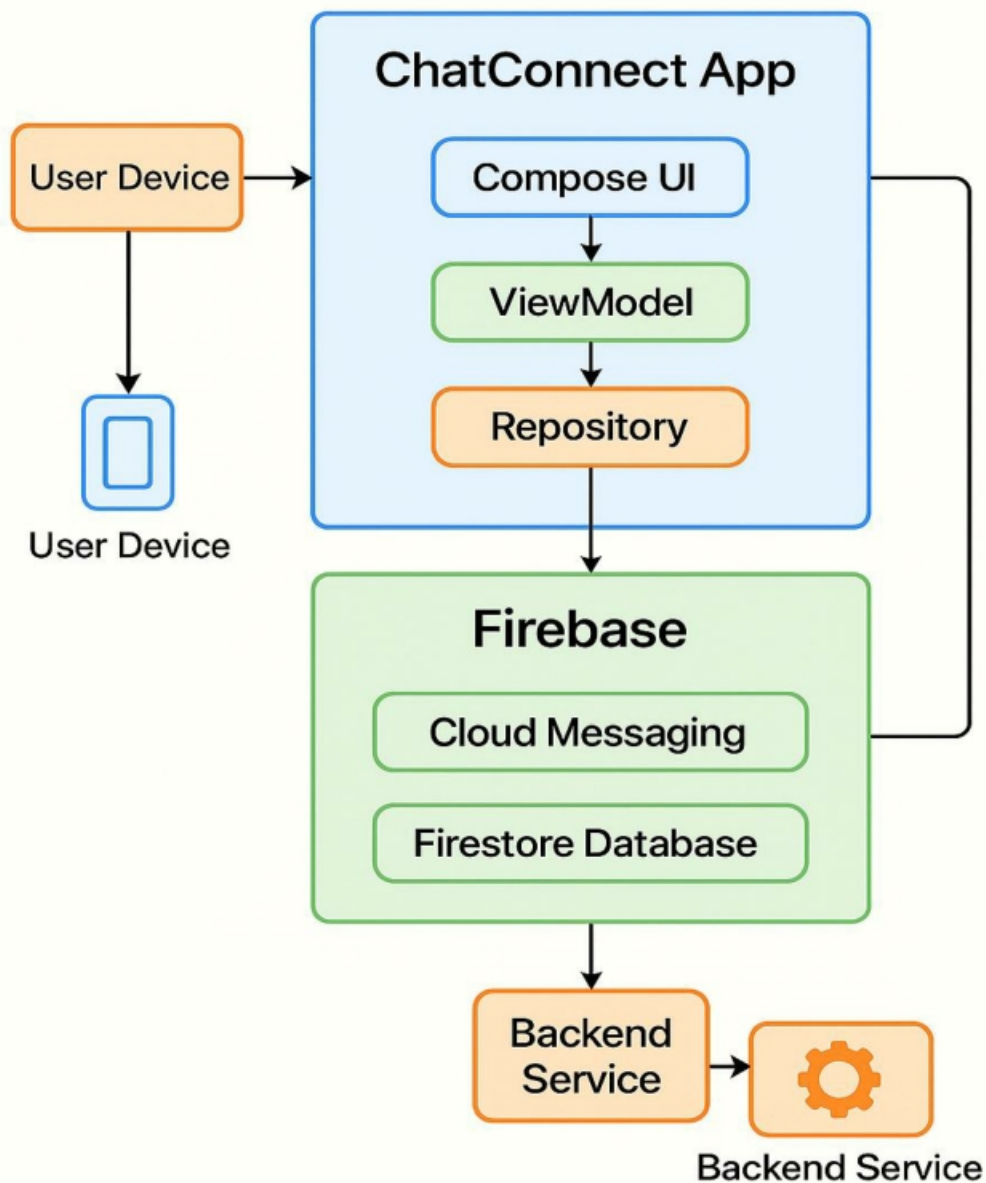 ChatConnect App
User Device
Compose UI
ViewModel
Repository
User Device
Firebase
Cloud Messaging
Firestore Database
Backend
Service
Backend Service